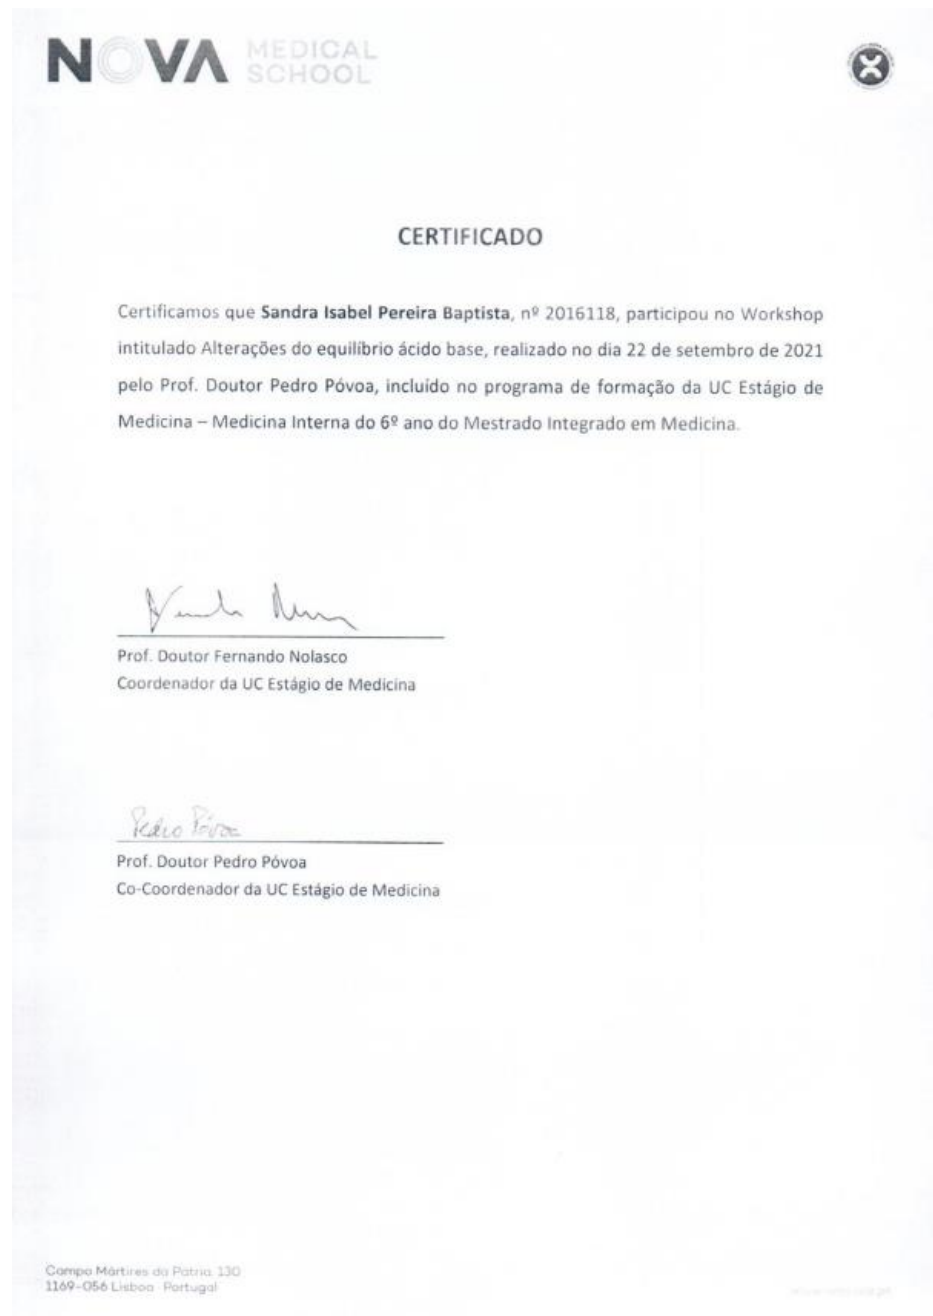 NOVA MEDICAL
SCHOOL
CERTIFICADO
Certificamos que Sandra Isabel Pereira Baptista, nº 2016118, participou no Workshop
intitulado Alterações do equilíbrio ácido base, realizado no dia 22 de setembro de 2021
pelo Prof. Doutor Pedro Póvoa, incluído no programa de formação da UC Estágio de
Medicina – Medicina Interna do 6º ano do Mestrado Integrado em Medicina.
Prof. Doutor Fernando Nolasco
Coordenador da UC Estágio de Medicina
Pedro Póvoa
Prof. Doutor Pedro Póvoa
Co-Coordenador da UC Estágio de Medicina
Campo Mártires da Patria, 130
1169-056 Lisboa · Portugal